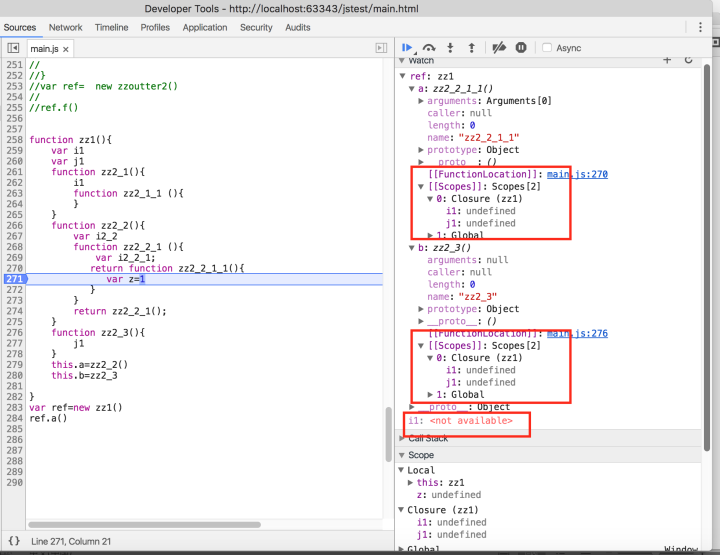 Developer Tools - http://localhost:63343/jstest/main.html
Sources Network Timeline Profiles Application Security Audits
main.js ×
251 //
252 //}
253 //var ref= new zzoutter2()
254 //
255 //ref.f()
256
257
258 function zz1(){
259 var i1
260 var j1
261 function zz2_1(){
262 i1
263 function zz2_1_1 (){
264 }
265 }
266 function zz2_2(){
267 var i2_2
268 function zz2_2_1 (){
269 var i2_2_1;
270 return function zz2_2_1_1(){
271 var z=1
272 }
273 }
274 return zz2_2_1();
275 }
276 function zz2_3(){
277 j1
278 }
279 this.a=zz2_2()
280 this.b=zz2_3
281
282 }
283 var ref=new zz1()
284 ref.a()
285
286
287
288
289
290
{} Line 271, Column 21
Async
Watch
ref: zz1
a: zz2_2_1_1()
arguments: Arguments[0]
caller: null
length: 0
name: "zz2_2_1_1"
prototype: Object
__proto__: ()
[[FunctionLocation]]: main.js:270
[[Scopes]]: Scopes[2]
0: Closure (zz1)
i1: undefined
j1: undefined
1: Global
b: zz2_3()
arguments: null
caller: null
length: 0
name: "zz2_3"
prototype: Object
__proto__: ()
[[FunctionLocation]]: main.js:276
[[Scopes]]: Scopes[2]
0: Closure (zz1)
i1: undefined
j1: undefined
1: Global
__proto__: Object
i1: <not available>
Call Stack
Scope
Local
this: zz1
z: undefined
Closure (zz1)
i1: undefined
j1: undefined
Global Window